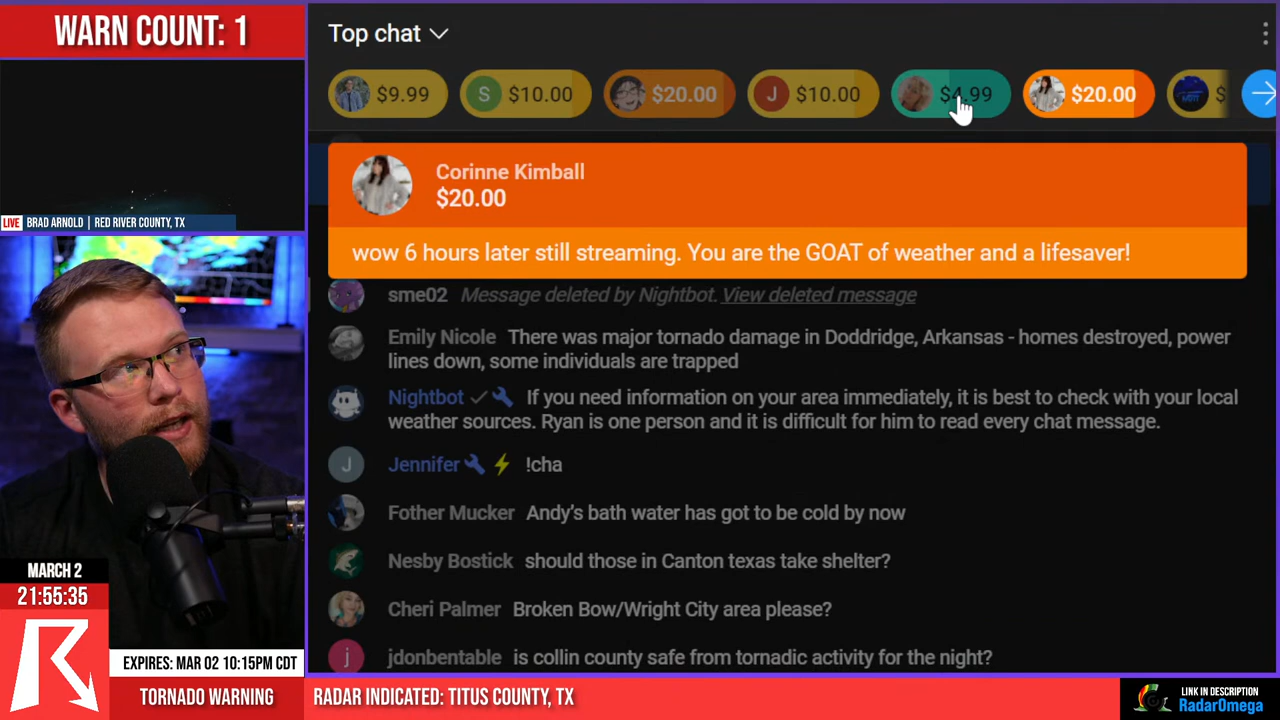 WARN COUNT: 1
Top chat
$9.99
S
$10.00
$20.00
J
$10.00
$4.99
$20.00
$
Corinne Kimball
$20.00
wow 6 hours later still streaming. You are the GOAT of weather and a lifesaver!
LIVE BRAD ARNOLD | RED RIVER COUNTY, TX
sme02 Message deleted by Nightbot. View deleted message
Emily Nicole There was major tornado damage in Doddridge, Arkansas - homes destroyed, power
lines down, some individuals are trapped
Nightbot If you need information on your area immediately, it is best to check with your local
weather sources. Ryan is one person and it is difficult for him to read every chat message.
J Jennifer !cha
Fother Mucker Andy's bath water has got to be cold by now
Nesby Bostick should those in Canton texas take shelter?
Cheri Palmer Broken Bow/Wright City area please?
j jdonbentable is collin county safe from tornadic activity for the night?
MARCH 2
21:55:35
R
EXPIRES: MAR 02 10:15PM CDT
TORNADO WARNING
RADAR INDICATED: TITUS COUNTY, TX
LINK IN DESCRIPTION
RadarOmega